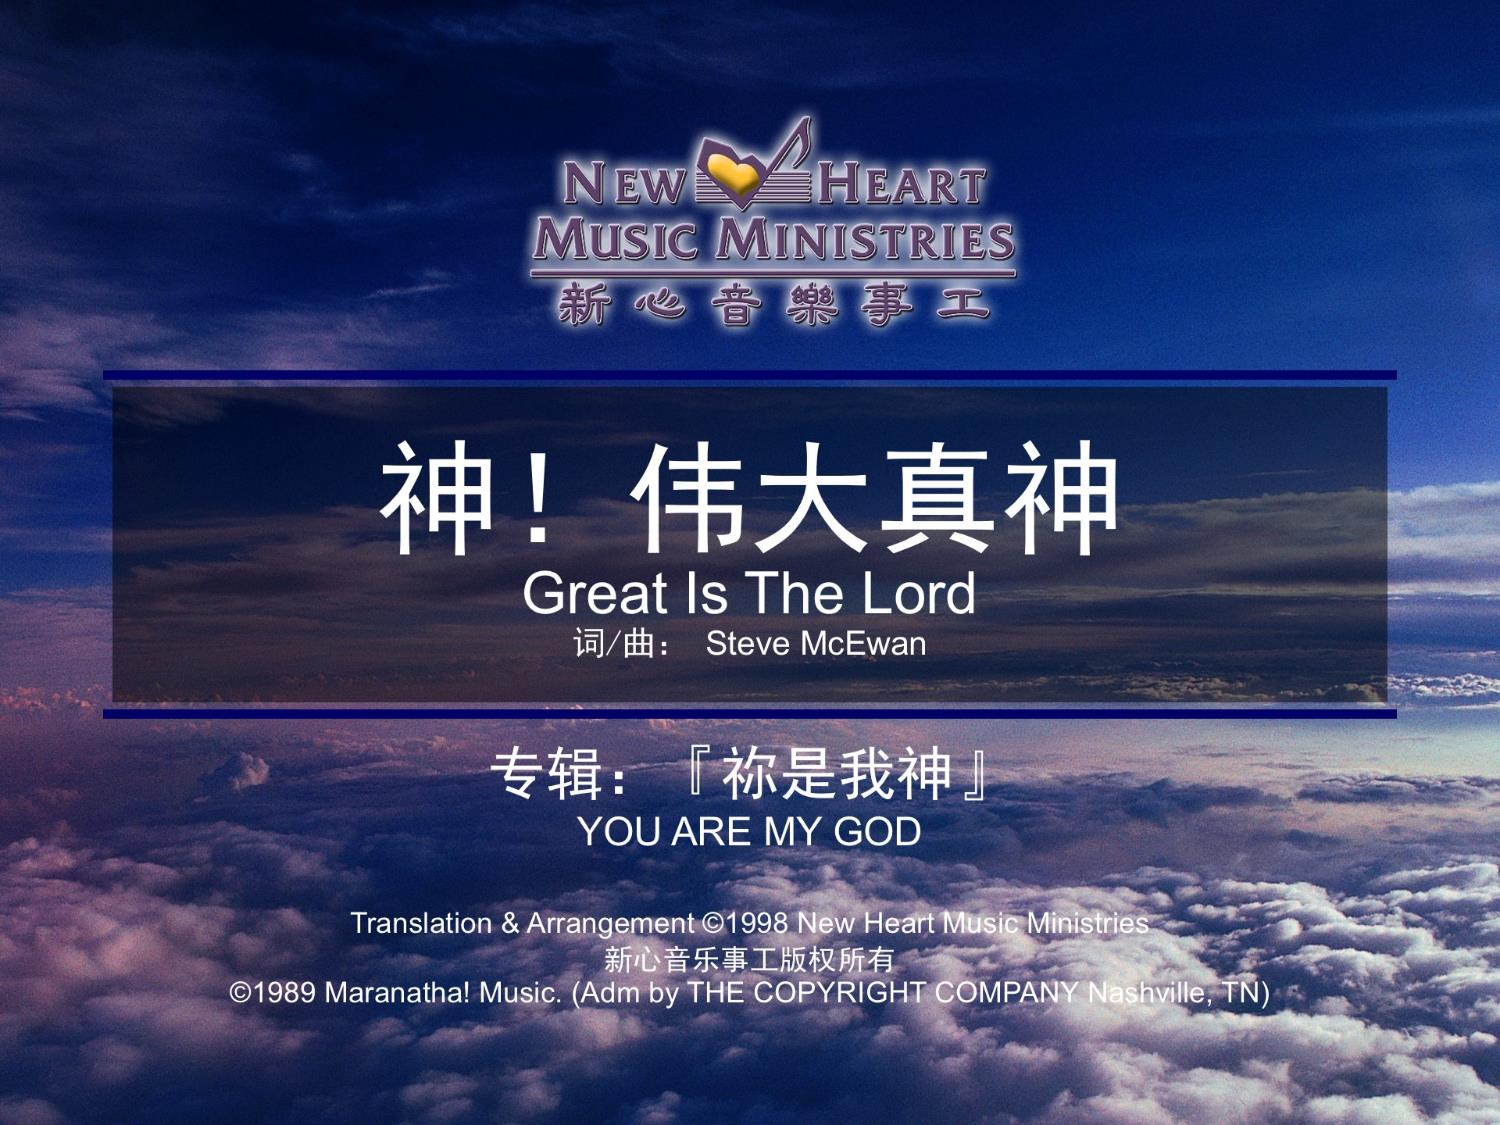 NEW HEART
MUSIC MINISTRIES
新心音樂事工
神！伟大真神
Great Is The Lord
词/曲： Steve McEwan
专辑：『祢是我神』
YOU ARE MY GOD
Translation & Arrangement ©1998 New Heart Music Ministries
新心音乐事工版权所有
©1989 Maranatha! Music. (Adm by THE COPYRIGHT COMPANY Nashville, TN)